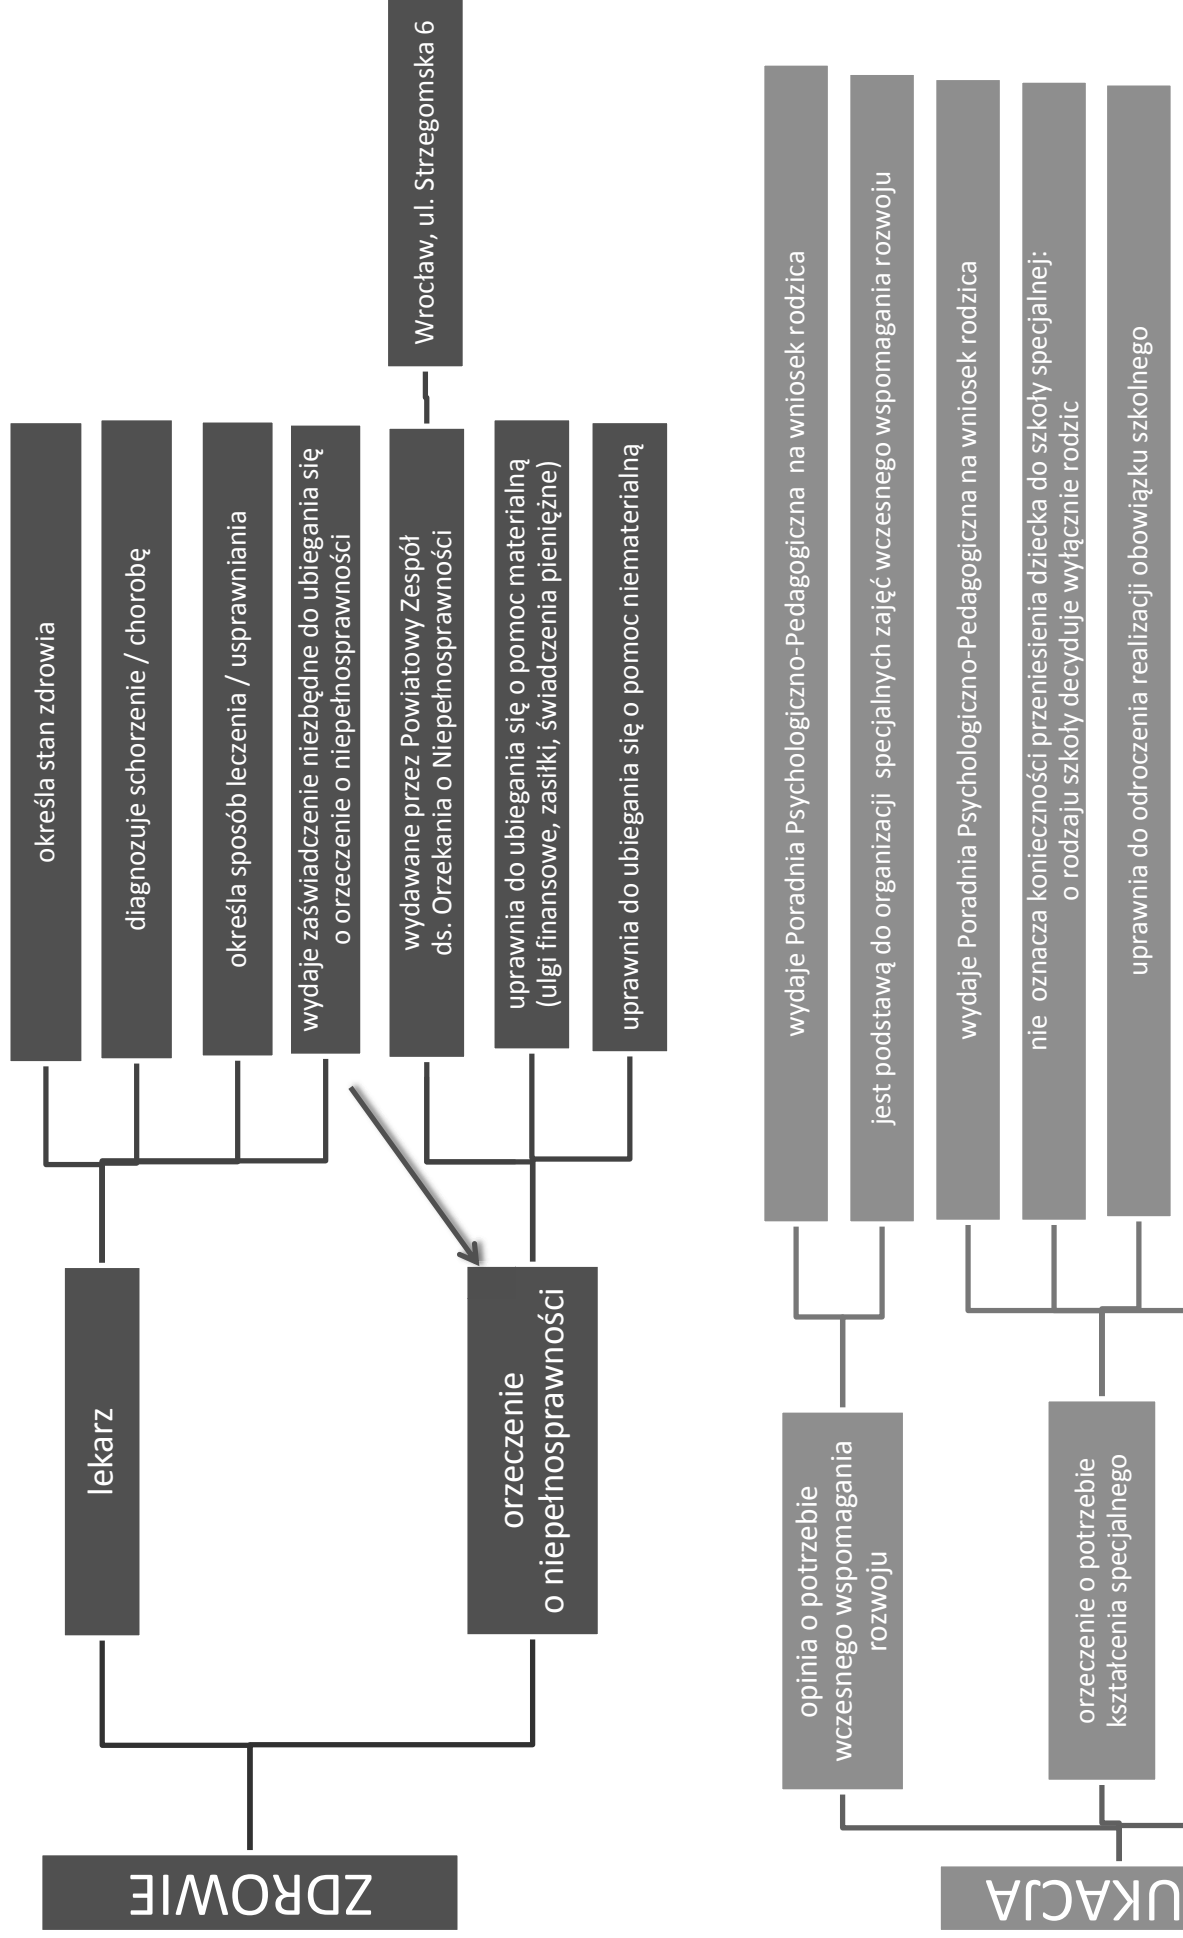 ZDROWIE
lekarz
określa stan zdrowia
diagnozuje schorzenie / chorobę
określa sposób leczenia / usprawniania
wydaje zaświadczenie niezbędne do ubiegania się
o orzeczenie o niepełnosprawności
orzeczenie
o niepełnosprawności
wydawane przez Powiatowy Zespół
ds. Orzekania o Niepełnosprawności
Wrocław, ul. Strzegomska 6
uprawnia do ubiegania się o pomoc materialną
(ulgi finansowe, zasiłki, świadczenia pieniężne)
uprawnia do ubiegania się o pomoc niematerialną
UKACJA
opinia o potrzebie
wczesnego wspomagania
rozwoju
wydaje Poradnia Psychologiczno-Pedagogiczna na wniosek rodzica
jest podstawą do organizacji specjalnych zajęć wczesnego wspomagania rozwoju
orzeczenie o potrzebie
kształcenia specjalnego
wydaje Poradnia Psychologiczno-Pedagogiczna na wniosek rodzica
nie oznacza konieczności przeniesienia dziecka do szkoły specjalnej:
o rodzaju szkoły decyduje wyłącznie rodzic
uprawnia do odroczenia realizacji obowiązku szkolnego